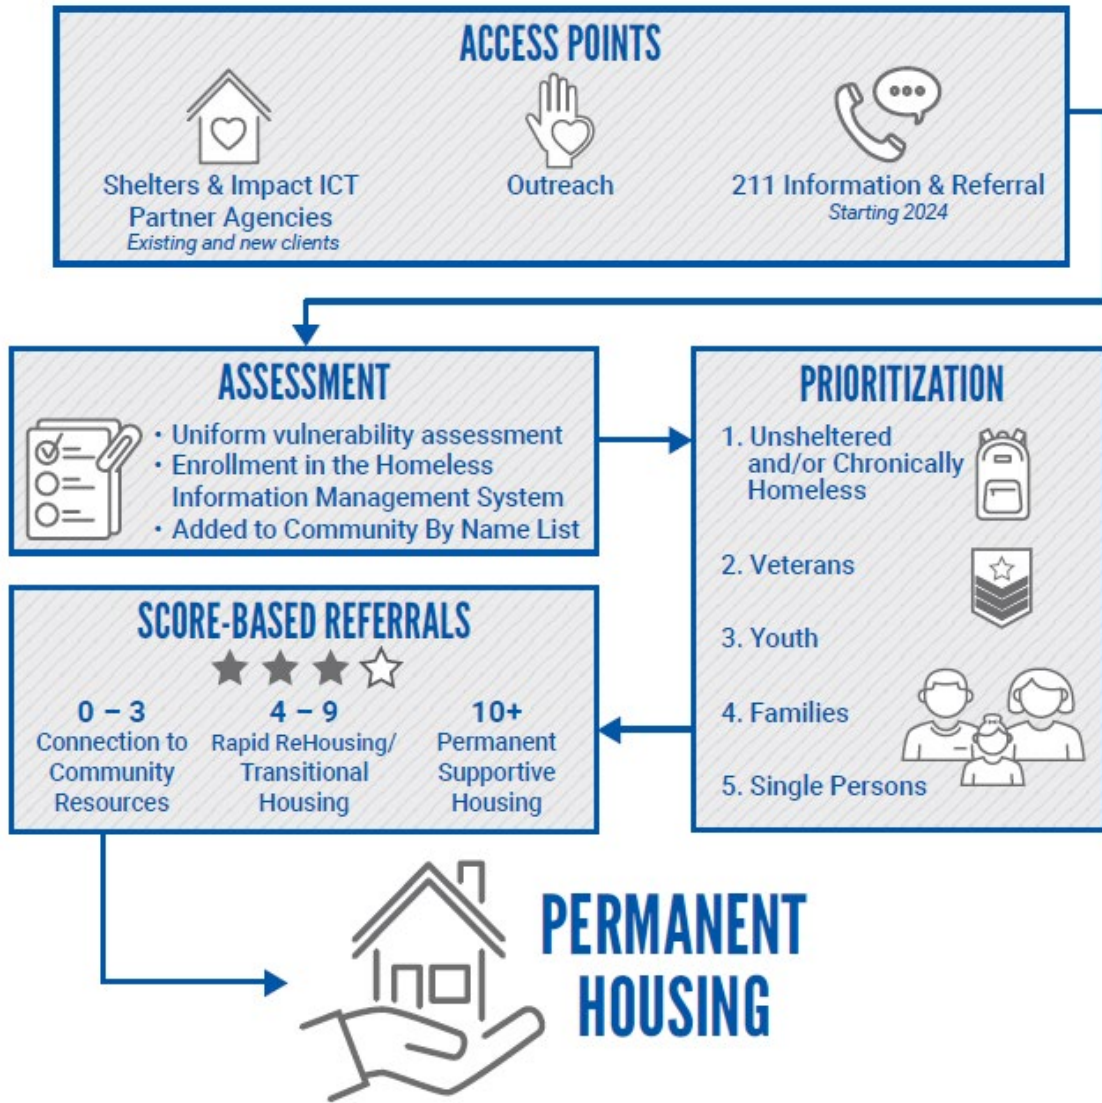 ACCESS POINTS
Shelters & Impact ICT
Partner Agencies
Existing and new clients
Outreach
211 Information & Referral
Starting 2024
ASSESSMENT
• Uniform vulnerability assessment
• Enrollment in the Homeless
Information Management System
• Added to Community By Name List
PRIORITIZATION
1. Unsheltered
and/or Chronically
Homeless
2. Veterans
3. Youth
4. Families
5. Single Persons
SCORE-BASED REFERRALS
0 – 3
Connection to
Community
Resources
4 – 9
Rapid ReHousing/
Transitional
Housing
10+
Permanent
Supportive
Housing
PERMANENT
HOUSING